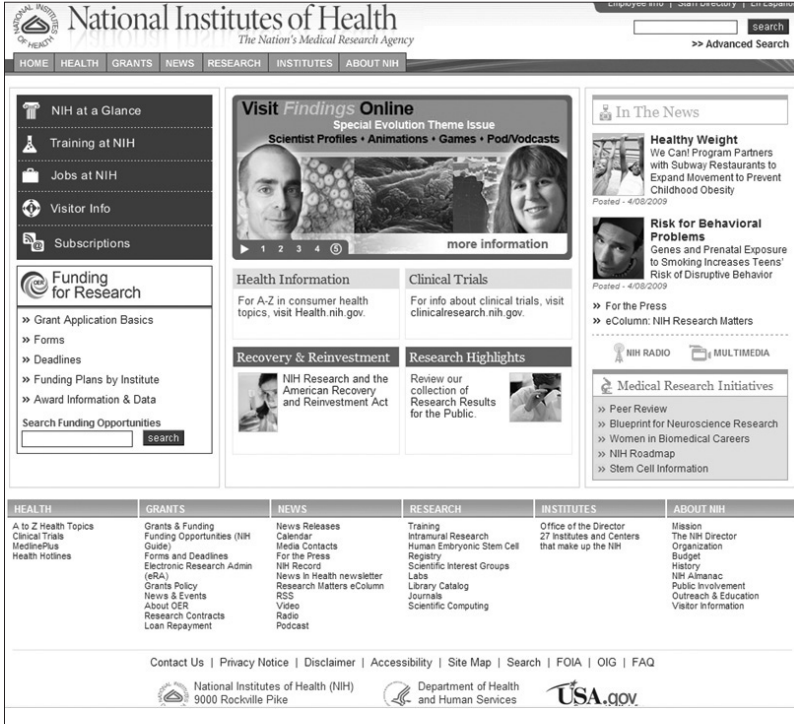 Employee Info | Staff Directory | En Español
National Institutes of Health
The Nation's Medical Research Agency
NATIONAL INSTITUTES OF HEALTH
search
>> Advanced Search
HOME HEALTH GRANTS NEWS RESEARCH INSTITUTES ABOUT NIH
NIH at a Glance
Training at NIH
Jobs at NIH
Visitor Info
Subscriptions
Funding
for Research
» Grant Application Basics
» Forms
» Deadlines
» Funding Plans by Institute
» Award Information & Data
Search Funding Opportunities
search
Visit Findings Online
Special Evolution Theme Issue
Scientist Profiles • Animations • Games • Pod/Vodcasts
1 2 3 4 5
more information
Health Information
For A-Z in consumer health
topics, visit Health.nih.gov.
Clinical Trials
For info about clinical trials, visit
clinicalresearch.nih.gov.
Recovery & Reinvestment
NIH Research and the
American Recovery
and Reinvestment Act
Research Highlights
Review our
collection of
Research Results
for the Public.
In The News
Healthy Weight
We Can! Program Partners
with Subway Restaurants to
Expand Movement to Prevent
Childhood Obesity
Posted - 4/08/2009
Risk for Behavioral
Problems
Genes and Prenatal Exposure
to Smoking Increases Teens'
Risk of Disruptive Behavior
Posted - 4/08/2009
» For the Press
» eColumn: NIH Research Matters
NIH RADIO MULTIMEDIA
Medical Research Initiatives
» Peer Review
» Blueprint for Neuroscience Research
» Women in Biomedical Careers
» NIH Roadmap
» Stem Cell Information
HEALTH
A to Z Health Topics
Clinical Trials
MedlinePlus
Health Hotlines
GRANTS
Grants & Funding
Funding Opportunities (NIH
Guide)
Forms and Deadlines
Electronic Research Admin
(eRA)
Grants Policy
News & Events
About OER
Research Contracts
Loan Repayment
NEWS
News Releases
Calendar
Media Contacts
For the Press
NIH Record
News in Health newsletter
Research Matters eColumn
RSS
Video
Radio
Podcast
RESEARCH
Training
Intramural Research
Human Embryonic Stem Cell
Registry
Scientific Interest Groups
Labs
Library Catalog
Journals
Scientific Computing
INSTITUTES
Office of the Director
27 Institutes and Centers
that make up the NIH
ABOUT NIH
Mission
The NIH Director
Organization
Budget
History
NIH Almanac
Public Involvement
Outreach & Education
Visitor Information
Contact Us | Privacy Notice | Disclaimer | Accessibility | Site Map | Search | FOIA | OIG | FAQ
National Institutes of Health (NIH)
9000 Rockville Pike
Department of Health
and Human Services
USA.gov